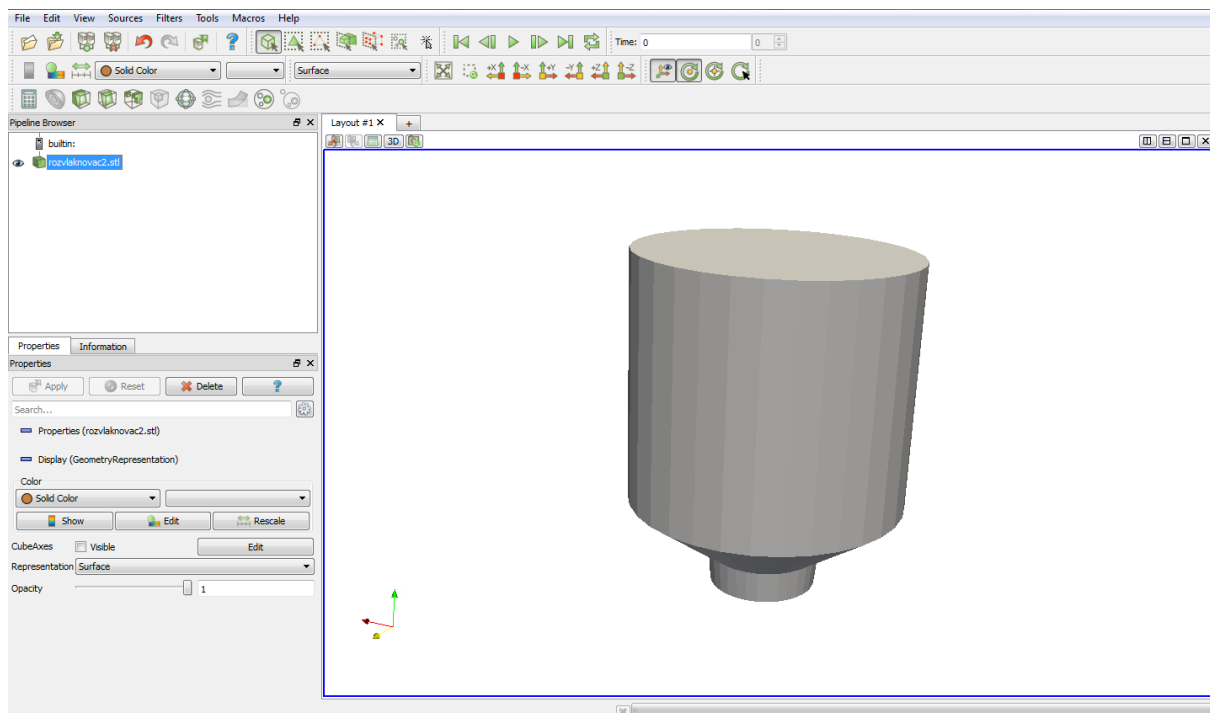 File Edit View Sources Filters Tools Macros Help
Time: 0 0
Solid Color Surface
+X -X +Y -Y +Z -Z
Pipeline Browser
Layout #1 +
builtin:
3D
rozvlaknovac2.stl
Properties Information
Properties
Apply Reset Delete ?
Search...
Properties (rozvlaknovac2.stl)
Display (GeometryRepresentation)
Color
Solid Color
Show Edit Rescale
CubeAxes Visible Edit
Representation Surface
Opacity 1